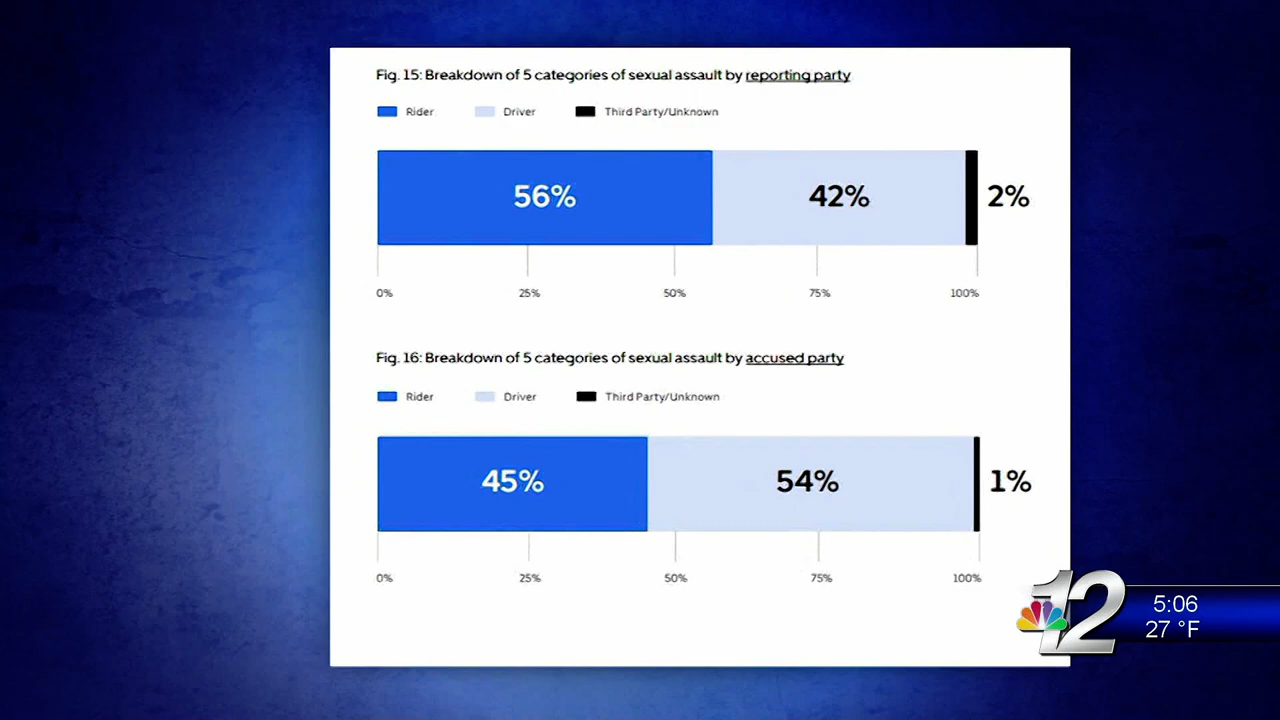 Fig. 15: Breakdown of 5 categories of sexual assault by reporting party
Rider Driver Third Party/Unknown
56% 42% 2%
0% 25% 50% 75% 100%
Fig. 16: Breakdown of 5 categories of sexual assault by accused party
Rider Driver Third Party/Unknown
45% 54% 1%
0% 25% 50% 75% 100%
12
5:06
27 °F